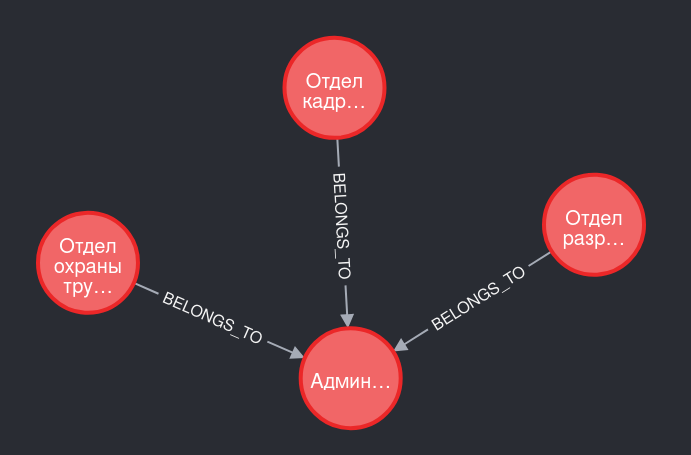 Отдел
кадр…
BELONGS_TO
Отдел
разр…
BELONGS_TO
Отдел
охраны
тру…
BELONGS_TO
Админ…